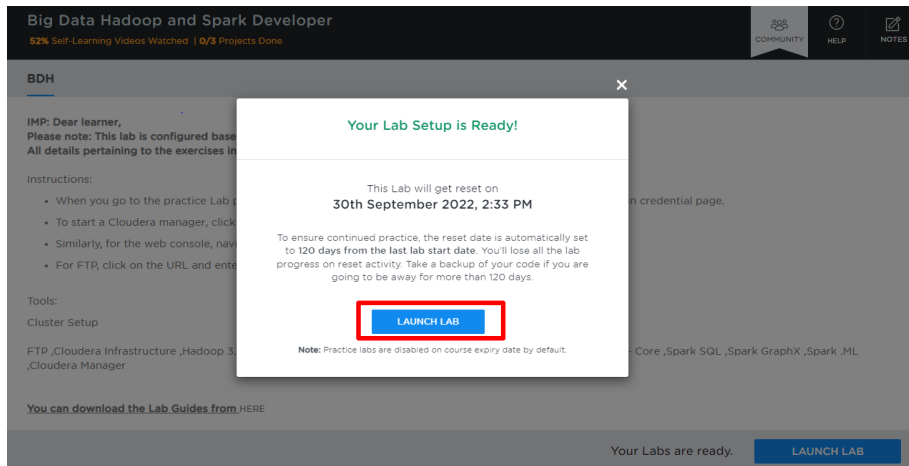 Big Data Hadoop and Spark Developer
52% Self-Learning Videos Watched | 0/3 Projects Done
COMMUNITY
HELP
NOTES
BDH
IMP: Dear learner,
Please note: This lab is configured base
All details pertaining to the exercises in
Instructions:
• When you go to the practice Lab p
n credential page.
• To start a Cloudera manager, click
• Similarly, for the web console, nav
• For FTP, click on the URL and ente
Tools:
Cluster Setup
FTP ,Cloudera Infrastructure ,Hadoop 3.
- Core ,Spark SQL ,Spark GraphX ,Spark .ML
,Cloudera Manager
You can download the Lab Guides from HERE
Your Lab Setup is Ready!
This Lab will get reset on
30th September 2022, 2:33 PM
To ensure continued practice, the reset date is automatically set
to 120 days from the last lab start date. You'll lose all the lab
progress on reset activity. Take a backup of your code if you are
going to be away for more than 120 days.
LAUNCH LAB
Note: Practice labs are disabled on course expiry date by default.
Your Labs are ready.
LAUNCH LAB